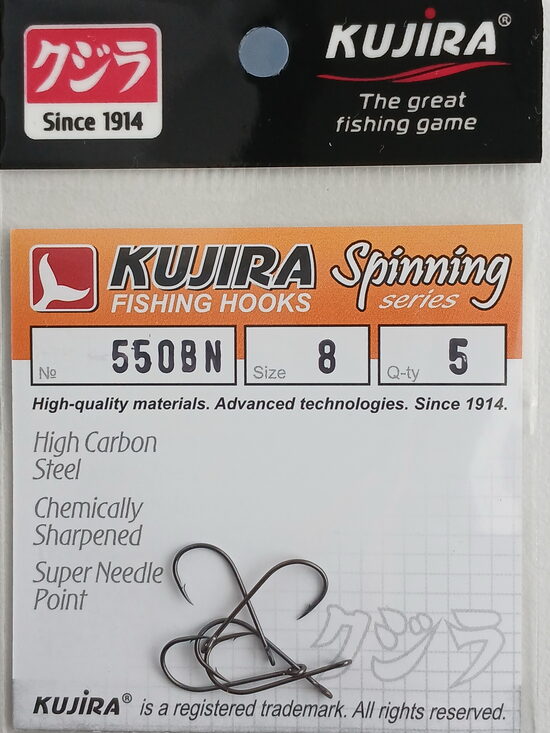 クジラ
Since 1914
KUJIRA®
The great
fishing game
KUJIRA
FISHING HOOKS
Spinning
series
№ 550BN
Size 8
Q-ty 5
High-quality materials. Advanced technologies. Since 1914.
High Carbon
Steel
Chemically
Sharpened
Super Needle
Point
クジラ
KUJIRA® is a registered trademark. All rights reserved.